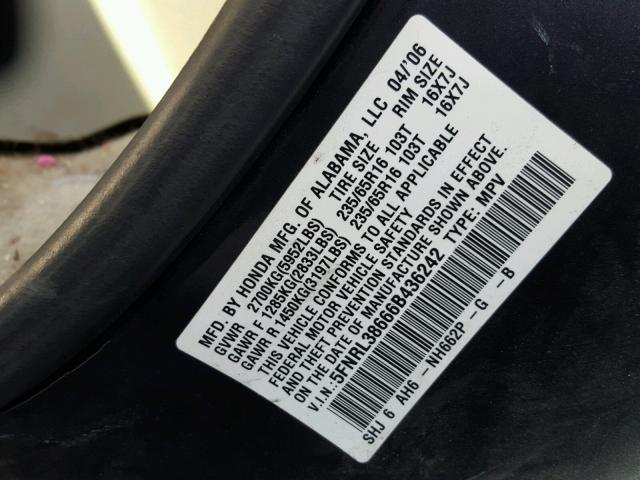 MFD. BY HONDA MFG. OF ALABAMA, LLC 04/'06
GVWR 2700KG(5952LBS) TIRE SIZE RIM SIZE
GAWR F 1285KG(2833LBS) 235/65R16 103T 16X7J
GAWR R 1450KG(3197LBS) 235/65R16 103T 16X7J
THIS VEHICLE CONFORMS TO ALL APPLICABLE
FEDERAL MOTOR VEHICLE SAFETY
AND THEFT PREVENTION STANDARDS IN EFFECT
ON THE DATE OF MANUFACTURE SHOWN ABOVE.
V.I.N.: 5FNRL38666B436242 TYPE: MPV
SHJ 6 AH6 -NH662P -G -B